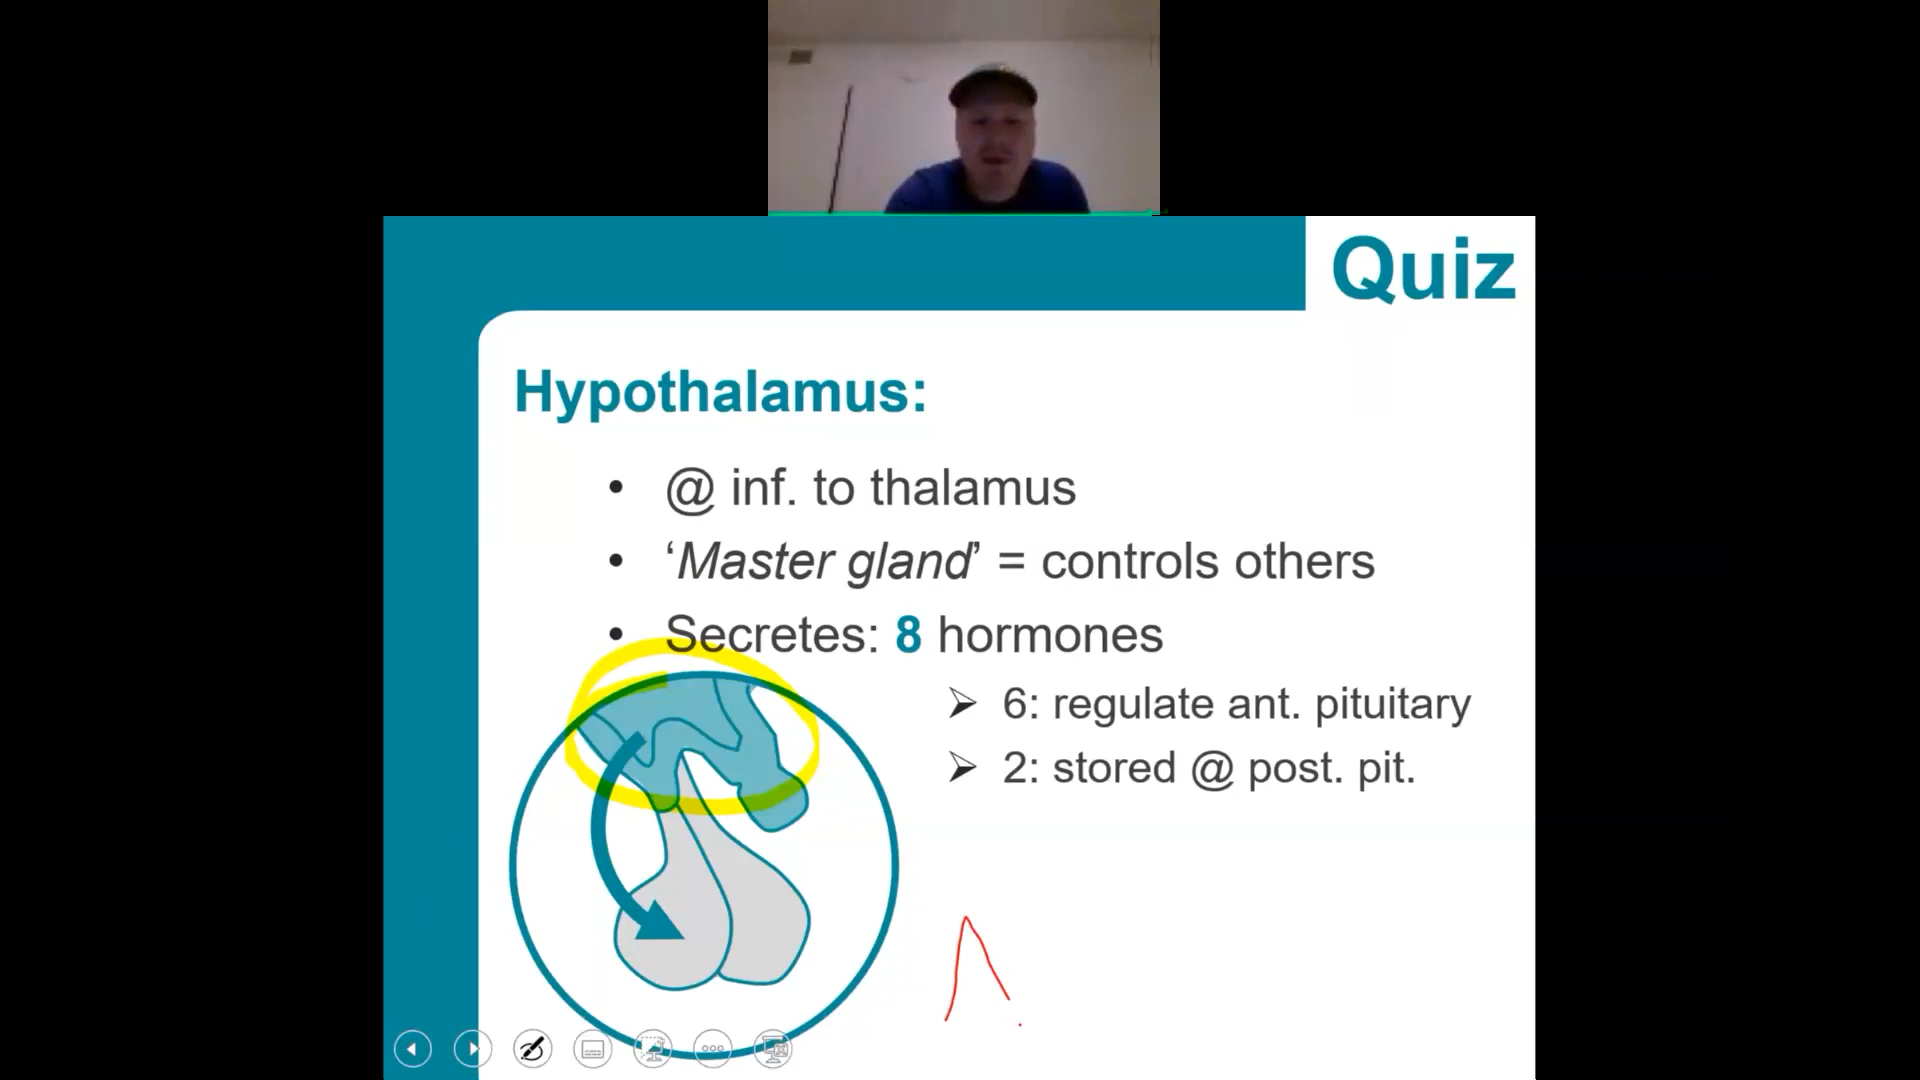 Quiz
Hypothalamus:
• @ inf. to thalamus
• ‘Master gland’ = controls others
• Secretes: 8 hormones
➢ 6: regulate ant. pituitary
➢ 2: stored @ post. pit.